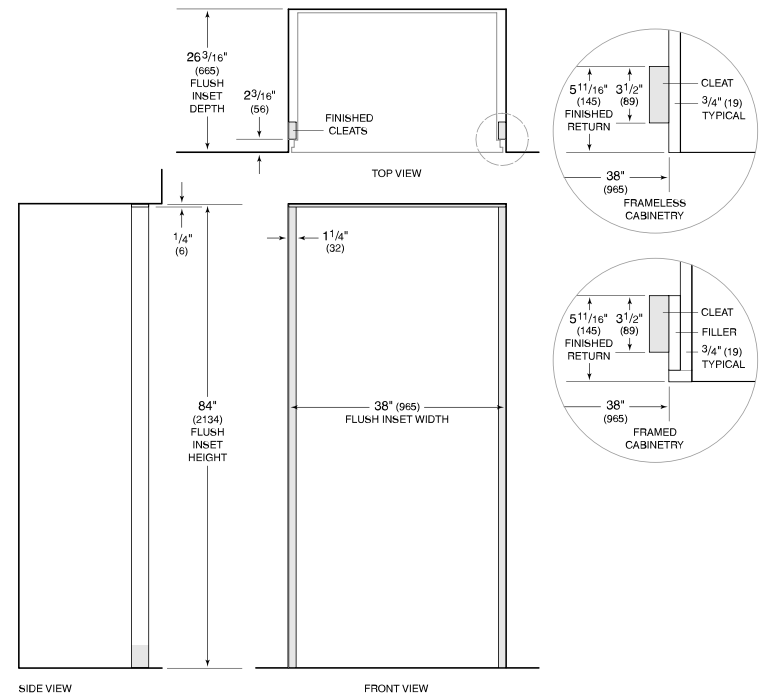 26 3/16"
(665)
FLUSH
INSET
DEPTH
2 3/16"
(56)
FINISHED
CLEATS
TOP VIEW
5 11/16"
(145)
FINISHED
RETURN
3 1/2"
(89)
CLEAT
3/4" (19)
TYPICAL
38"
(965)
FRAMELESS
CABINETRY
1/4"
(6)
1 1/4"
(32)
5 11/16"
(145)
FINISHED
RETURN
3 1/2"
(89)
CLEAT
FILLER
3/4" (19)
TYPICAL
38"
(965)
FRAMED
CABINETRY
84"
(2134)
FLUSH
INSET
HEIGHT
38" (965)
FLUSH INSET WIDTH
SIDE VIEW
FRONT VIEW